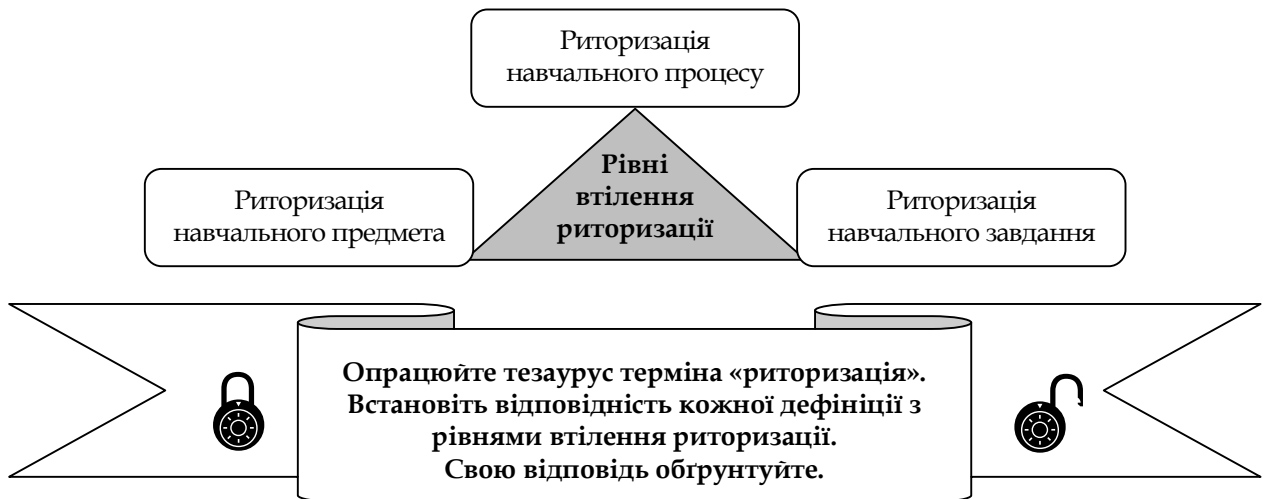 Риторизація
навчального процесу
Рівні
втілення
риторизації
Риторизація
навчального предмета
Риторизація
навчального завдання
Опрацюйте тезаурус терміна «риторизація».
Встановіть відповідність кожної дефініції з
рівнями втілення риторизації.
Свою відповідь обґрунтуйте.